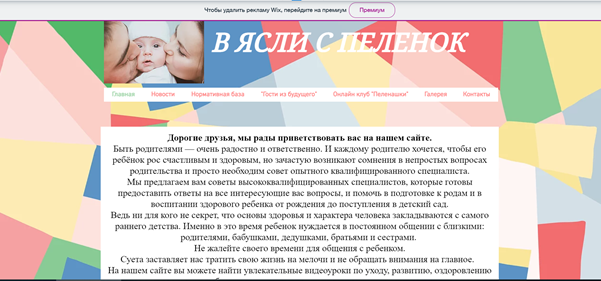 Чтобы удалить рекламу Wix, перейдите на премиум Премиум
В ЯСЛИ С ПЕЛЕНОК
Главная Новости Нормативная база "Гости из будущего" Онлайн клуб "Пеленашки" Галерея Контакты
Дорогие друзья, мы рады приветствовать вас на нашем сайте.
Быть родителями — очень радостно и ответственно. И каждому родителю хочется, чтобы его
ребёнок рос счастливым и здоровым, но зачастую возникают сомнения в непростых вопросах
родительства и просто необходим совет опытного квалифицированного специалиста.
Мы предлагаем вам советы высококвалифицированных специалистов, которые готовы
предоставить ответы на все интересующие вас вопросы, и помочь в подготовке к родам и в
воспитании здорового ребенка от рождения до поступления в детский сад.
Ведь ни для кого не секрет, что основы здоровья и характера человека закладываются с самого
раннего детства. Именно в это время ребенок нуждается в постоянном общении с близкими:
родителями, бабушками, дедушками, братьями и сестрами.
Не жалейте своего времени для общения с ребенком.
Суета заставляет нас тратить свою жизнь на мелочи и не обращать внимания на главное.
На нашем сайте вы можете найти увлекательные видеоуроки по уходу, развитию, оздоровлению